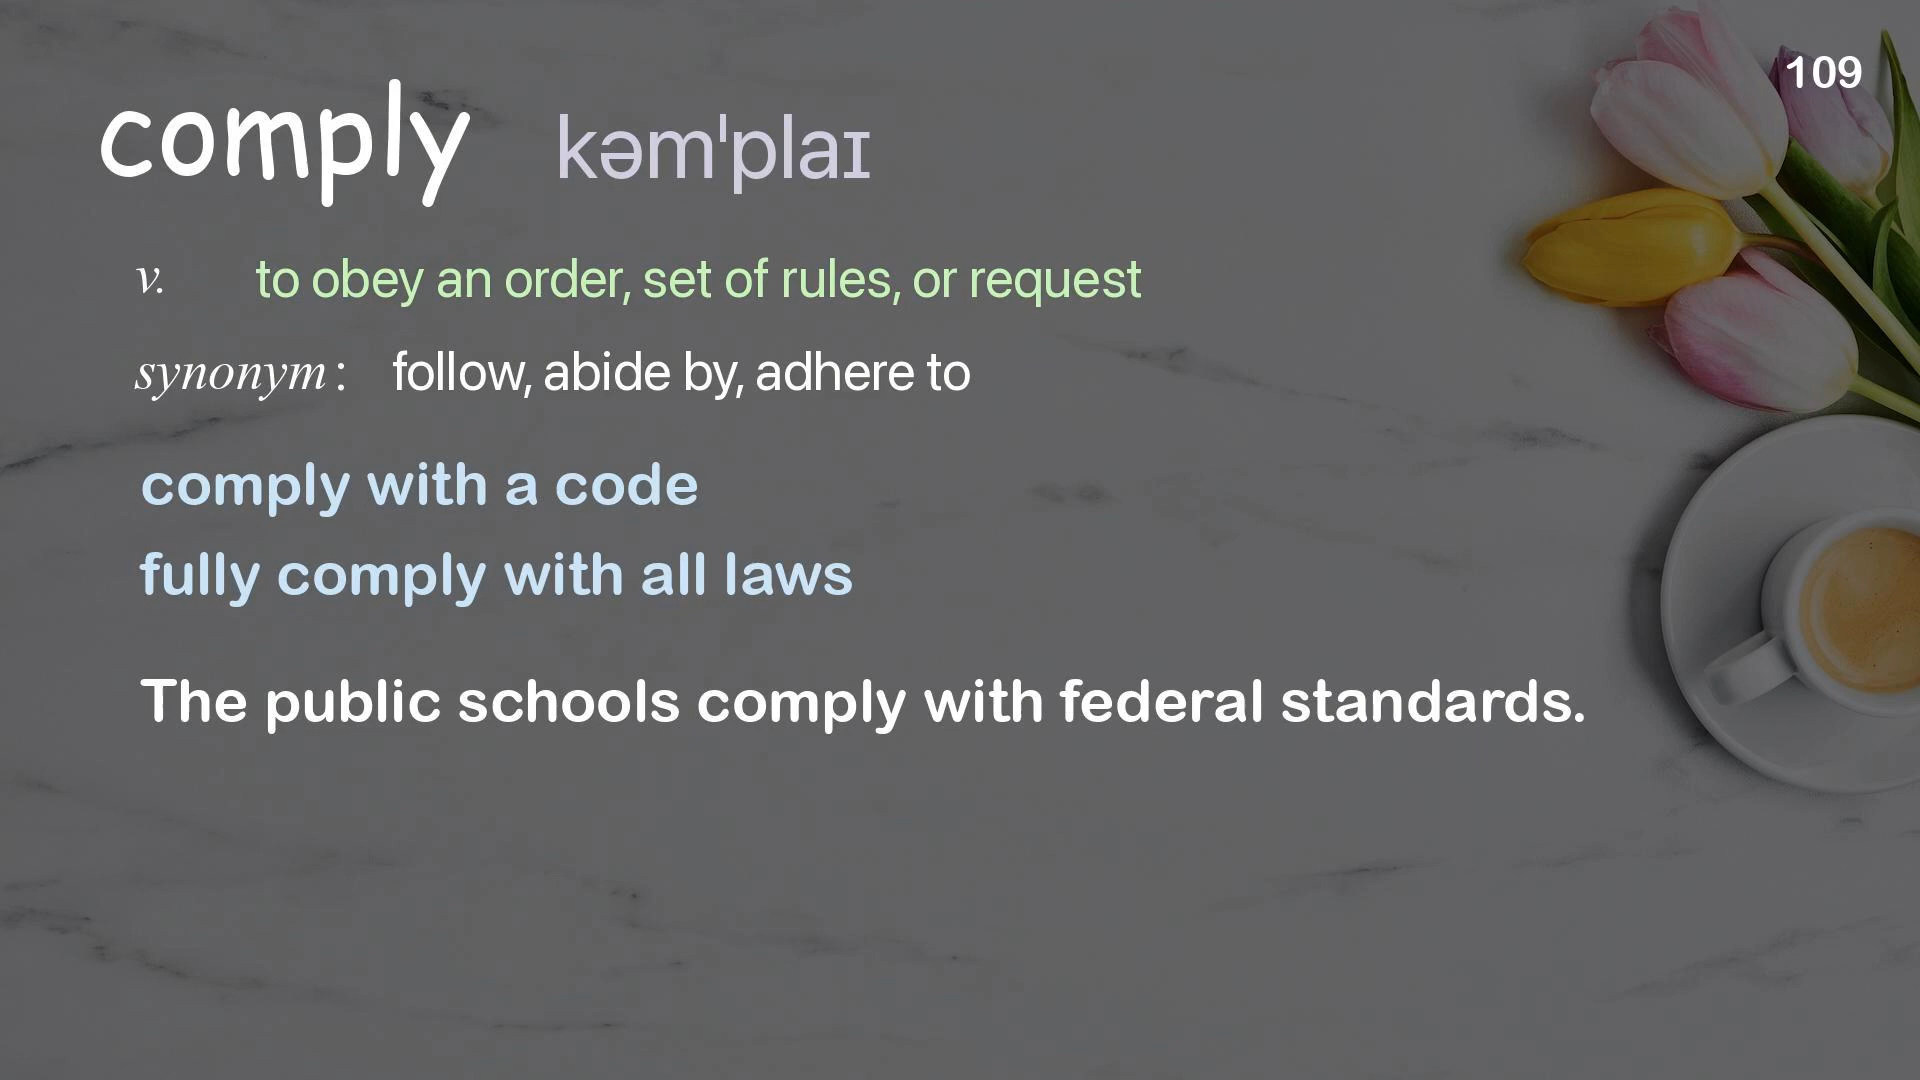 109
comply kəmˈplaɪ
v. to obey an order, set of rules, or request
synonym : follow, abide by, adhere to
comply with a code
fully comply with all laws
The public schools comply with federal standards.